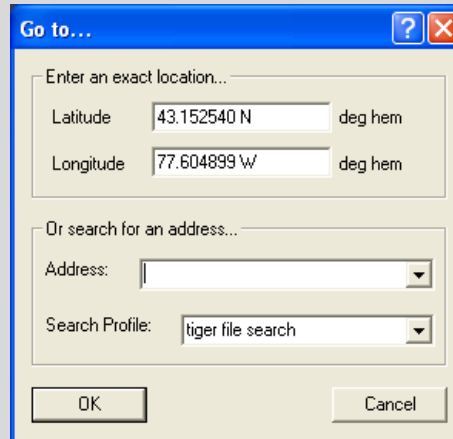 Go to...
Enter an exact location...
Latitude 43.152540 N deg hem
Longitude 77.604899 W deg hem
Or search for an address...
Address:
Search Profile: tiger file search
OK Cancel